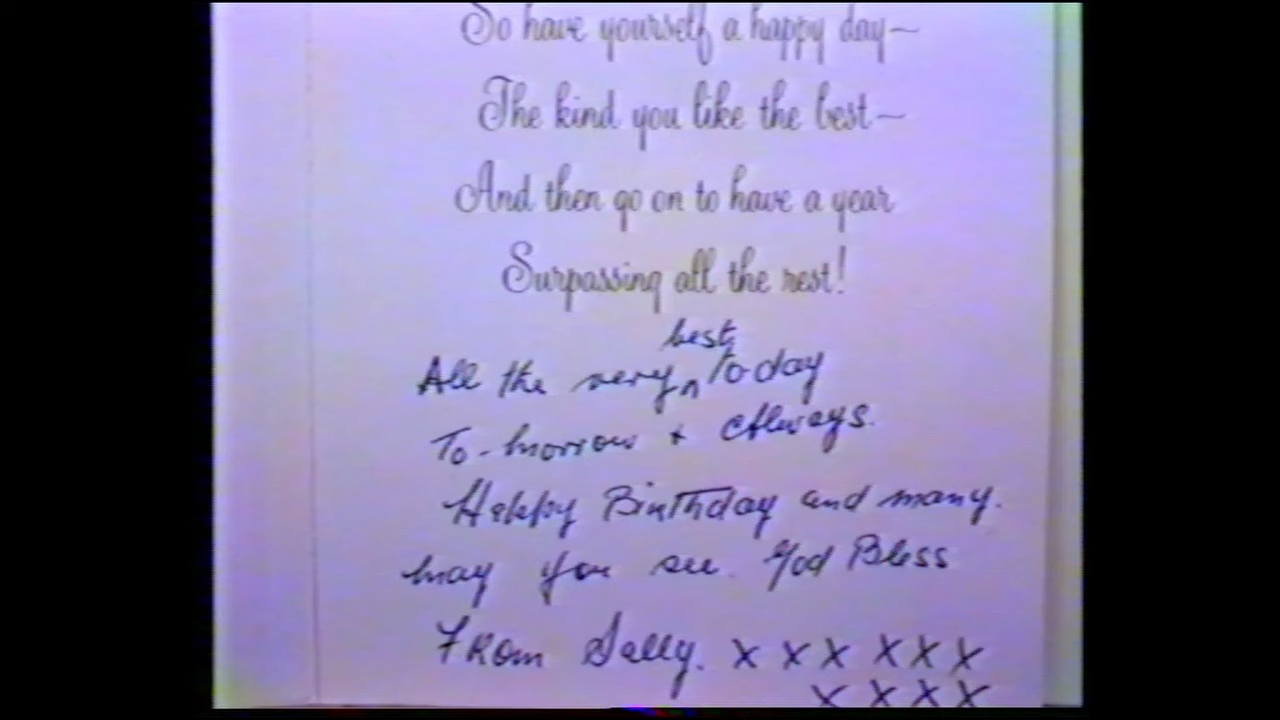 So have yourself a happy day—
The kind you like the best—
And then go on to have a year
Surpassing all the rest!
All the very ^ best today
To-morrow + Always.
Happy Birthday and many.
may you see. God Bless
From Sally. x x x x x x
x x x x